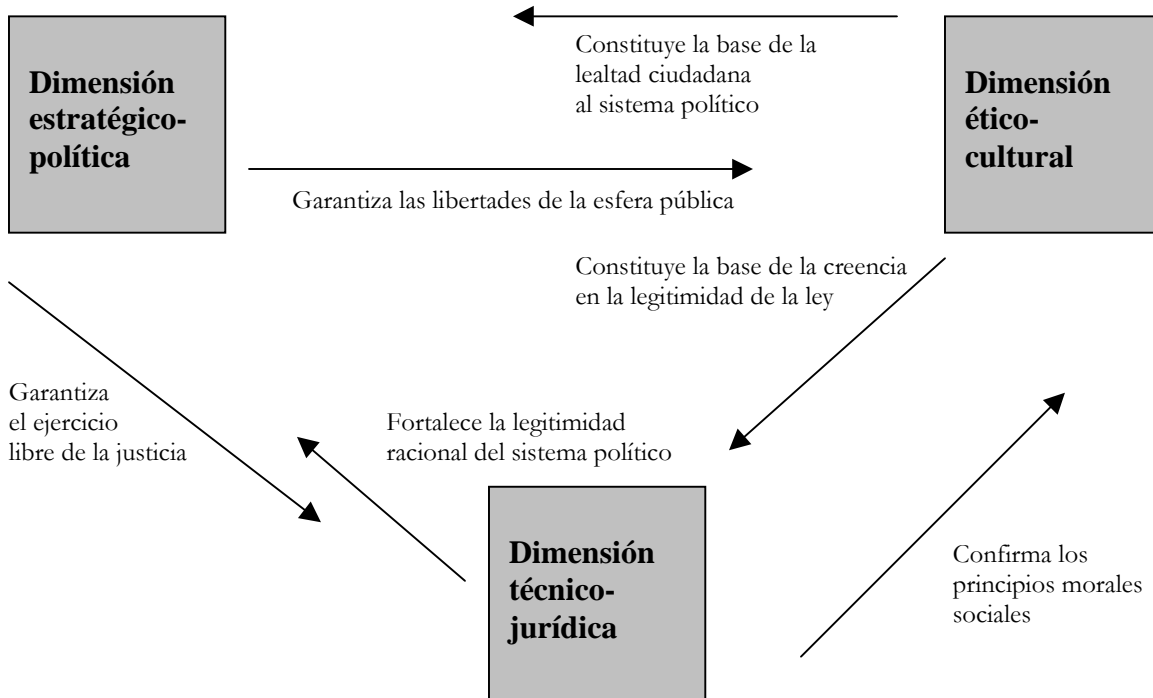 Constituye la base de la
lealtad ciudadana
al sistema político
Dimensión
estratégico-
política
Dimensión
ético-
cultural
Garantiza las libertades de la esfera pública
Constituye la base de la creencia
en la legitimidad de la ley
Garantiza
el ejercicio
libre de la justicia
Fortalece la legitimidad
racional del sistema político
Dimensión
técnico-
jurídica
Confirma los
principios morales
sociales